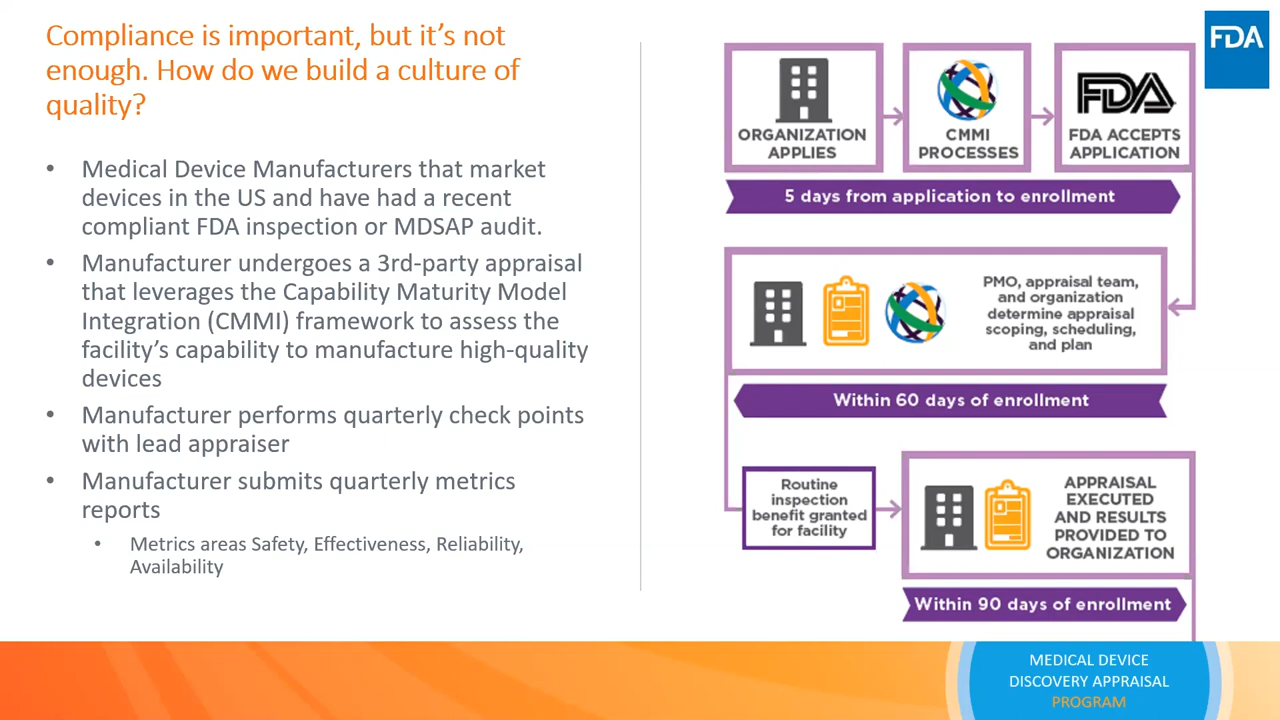 Compliance is important, but it’s not
enough. How do we build a culture of
quality?
• Medical Device Manufacturers that market
devices in the US and have had a recent
compliant FDA inspection or MDSAP audit.
• Manufacturer undergoes a 3rd-party appraisal
that leverages the Capability Maturity Model
Integration (CMMI) framework to assess the
facility’s capability to manufacture high-quality
devices
• Manufacturer performs quarterly check points
with lead appraiser
• Manufacturer submits quarterly metrics
reports
• Metrics areas Safety, Effectiveness, Reliability,
Availability
FDA
ORGANIZATION
APPLIES
CMMI
PROCESSES
FDA
FDA ACCEPTS
APPLICATION
5 days from application to enrollment
PMO, appraisal team,
and organization
determine appraisal
scoping, scheduling,
and plan
Within 60 days of enrollment
Routine
inspection
benefit granted
for facility
APPRAISAL
EXECUTED
AND RESULTS
PROVIDED TO
ORGANIZATION
Within 90 days of enrollment
MEDICAL DEVICE
DISCOVERY APPRAISAL
PROGRAM